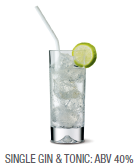 SINGLE GIN & TONIC: ABV 40%